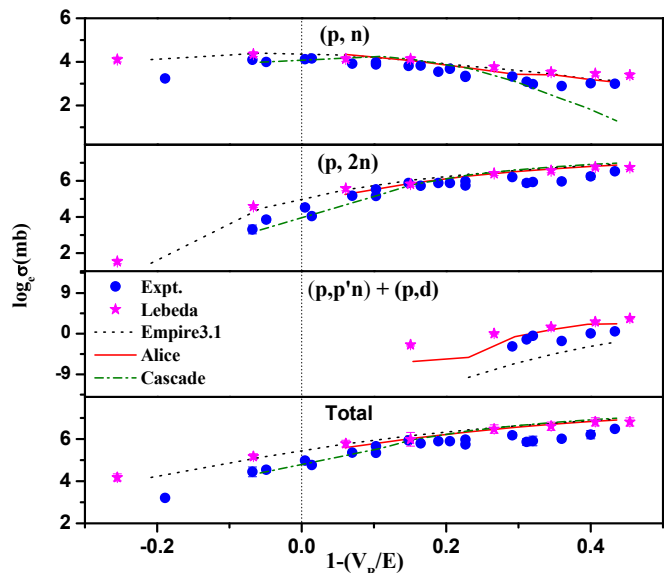 (p, n)
6
4
2
(p, 2n)
6
4
2
(p,p'n) + (p,d)
9
0
-9
Expt.
Lebeda
Empire3.1
Alice
Cascade
Total
6
4
2
-0.2
0.0
0.2
0.4
logₑσ(mb)
1-(V_B/E)